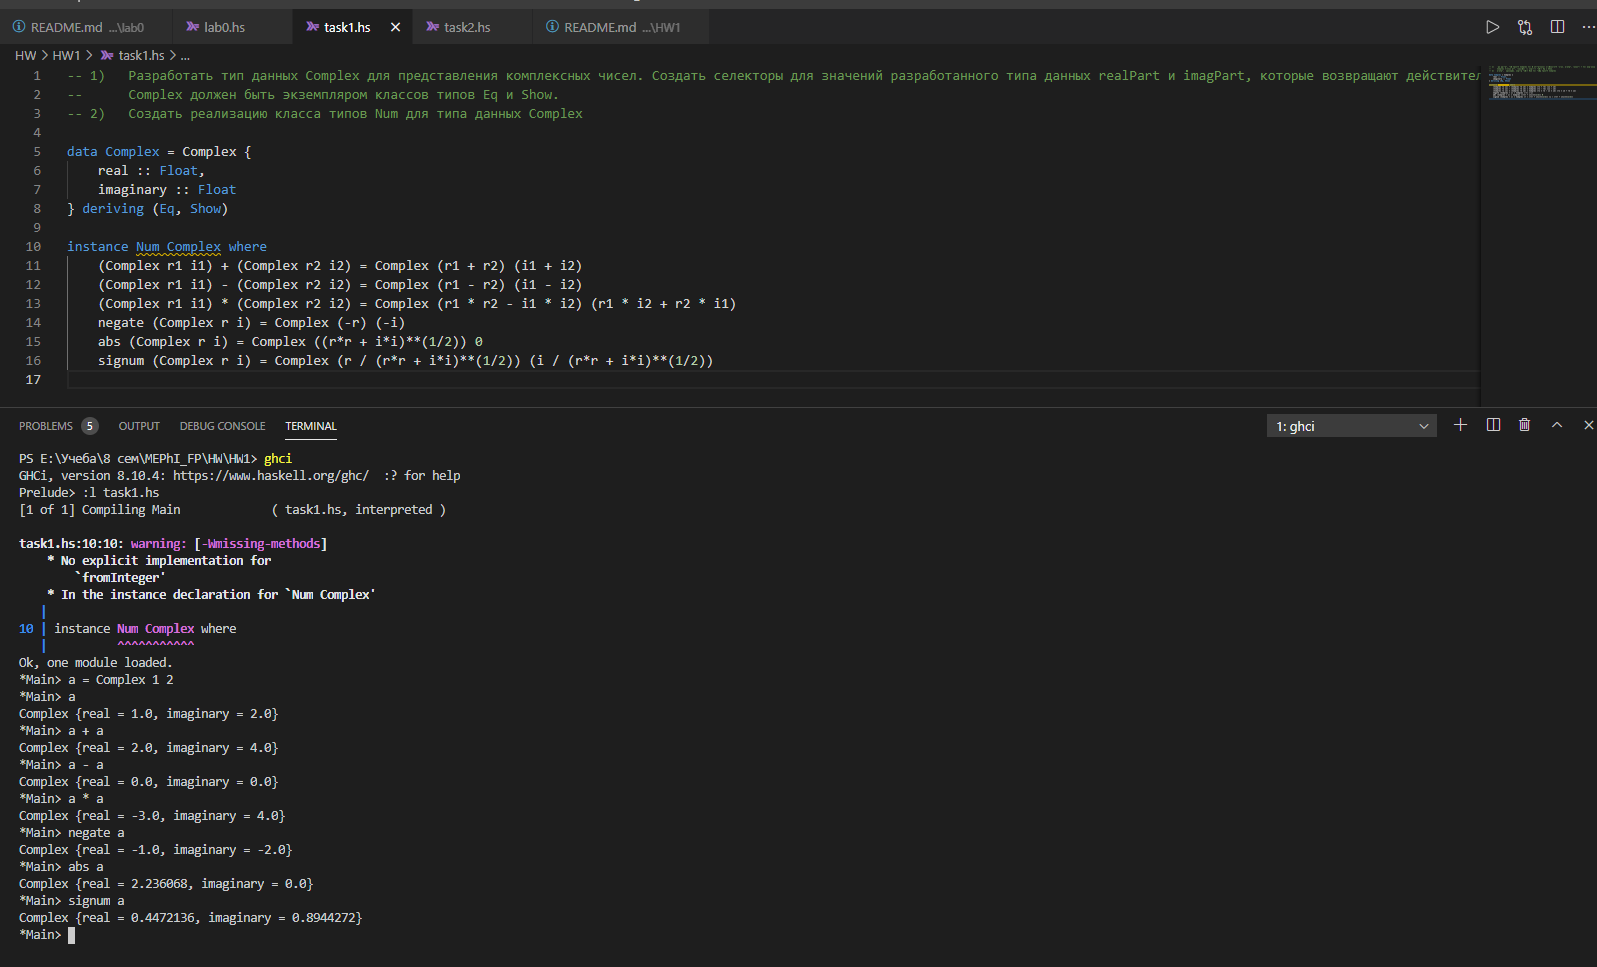 README.md ...\lab0 lab0.hs task1.hs task2.hs README.md ...\HW1
HW > HW1 > task1.hs > ...
1 -- 1) Разработать тип данных Complex для представления комплексных чисел. Создать селекторы для значений разработанного типа данных realPart и imagPart, которые возвращают действител
2 -- Complex должен быть экземпляром классов типов Eq и Show.
3 -- 2) Создать реализацию класса типов Num для типа данных Complex
4
5 data Complex = Complex {
6 real :: Float,
7 imaginary :: Float
8 } deriving (Eq, Show)
9
10 instance Num Complex where
11 (Complex r1 i1) + (Complex r2 i2) = Complex (r1 + r2) (i1 + i2)
12 (Complex r1 i1) - (Complex r2 i2) = Complex (r1 - r2) (i1 - i2)
13 (Complex r1 i1) * (Complex r2 i2) = Complex (r1 * r2 - i1 * i2) (r1 * i2 + r2 * i1)
14 negate (Complex r i) = Complex (-r) (-i)
15 abs (Complex r i) = Complex ((r*r + i*i)**(1/2)) 0
16 signum (Complex r i) = Complex (r / (r*r + i*i)**(1/2)) (i / (r*r + i*i)**(1/2))
17
PROBLEMS 5 OUTPUT DEBUG CONSOLE TERMINAL 1: ghci
PS E:\Учеба\8 сем\MEPhI_FP\HW\HW1> ghci
GHCi, version 8.10.4: https://www.haskell.org/ghc/ :? for help
Prelude> :l task1.hs
[1 of 1] Compiling Main ( task1.hs, interpreted )
task1.hs:10:10: warning: [-Wmissing-methods]
* No explicit implementation for
`fromInteger'
* In the instance declaration for `Num Complex'
|
10 | instance Num Complex where
| ^^^^^^^^^^^
Ok, one module loaded.
*Main> a = Complex 1 2
*Main> a
Complex {real = 1.0, imaginary = 2.0}
*Main> a + a
Complex {real = 2.0, imaginary = 4.0}
*Main> a - a
Complex {real = 0.0, imaginary = 0.0}
*Main> a * a
Complex {real = -3.0, imaginary = 4.0}
*Main> negate a
Complex {real = -1.0, imaginary = -2.0}
*Main> abs a
Complex {real = 2.236068, imaginary = 0.0}
*Main> signum a
Complex {real = 0.4472136, imaginary = 0.8944272}
*Main>